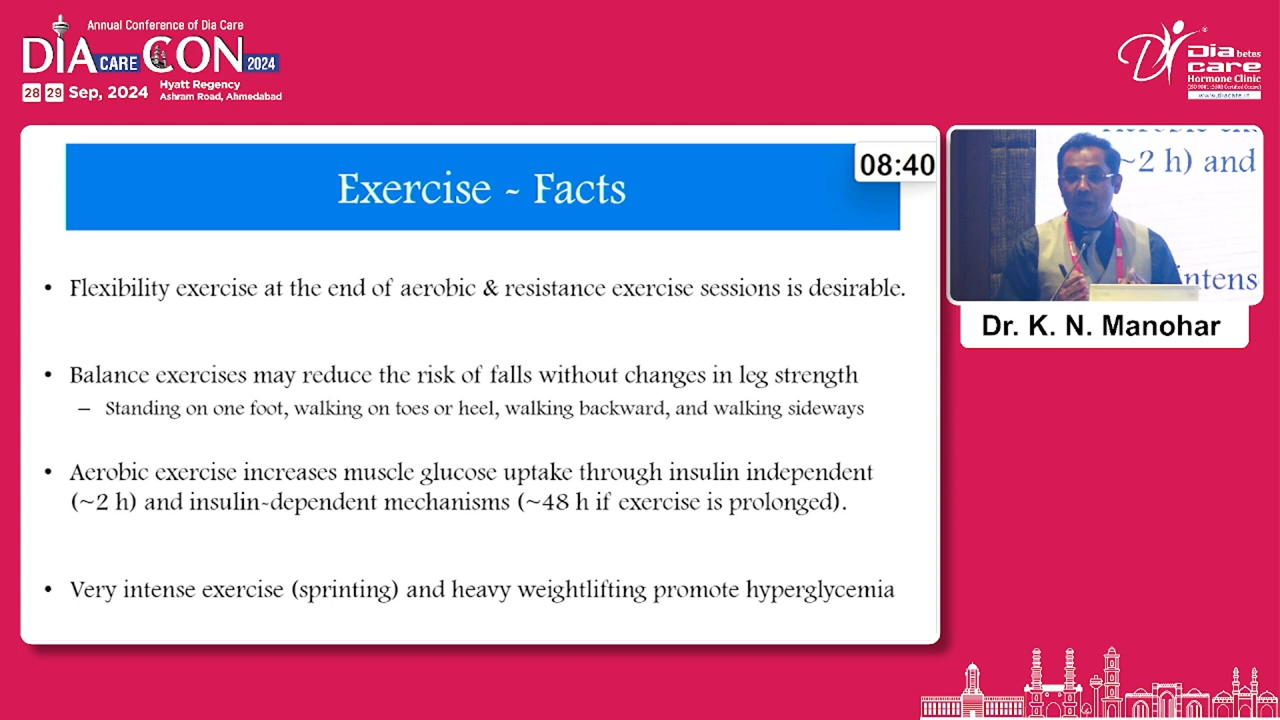 Annual Conference of Dia Care
DIA CARE CON 2024
28 29 Sep, 2024
Hyatt Regency
Ashram Road, Ahmedabad
Diabetes
care
Hormone Clinic
www.diacare.in
08:40
Exercise ~ Facts
• Flexibility exercise at the end of aerobic & resistance exercise sessions is desirable.
• Balance exercises may reduce the risk of falls without changes in leg strength
– Standing on one foot, walking on toes or heel, walking backward, and walking sideways
• Aerobic exercise increases muscle glucose uptake through insulin independent
(~2 h) and insulin-dependent mechanisms (~48 h if exercise is prolonged).
• Very intense exercise (sprinting) and heavy weightlifting promote hyperglycemia
~2 h) and
intens
Dr. K. N. Manohar